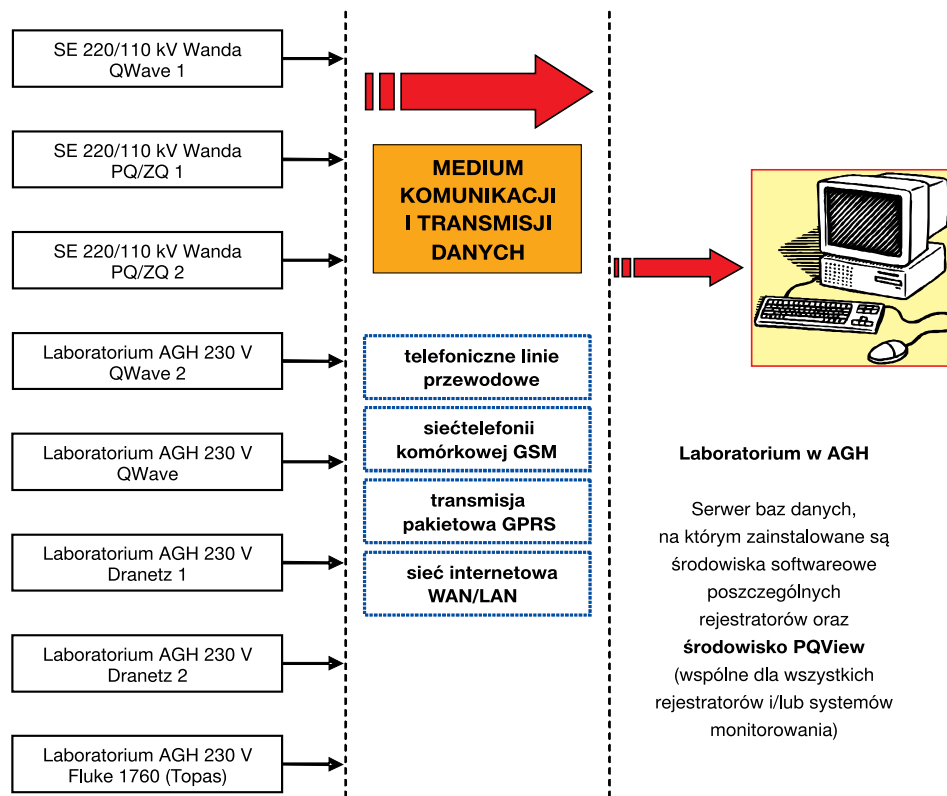 SE 220/110 kV Wanda
QWave 1
SE 220/110 kV Wanda
PQ/ZQ 1
SE 220/110 kV Wanda
PQ/ZQ 2
Laboratorium AGH 230 V
QWave 2
Laboratorium AGH 230 V
QWave
Laboratorium AGH 230 V
Dranetz 1
Laboratorium AGH 230 V
Dranetz 2
Laboratorium AGH 230 V
Fluke 1760 (Topas)
MEDIUM
KOMUNIKACJI
I TRANSMISJI
DANYCH
telefoniczne linie
przewodowe
siećtelefonii
komórkowej GSM
transmisja
pakietowa GPRS
sieć internetowa
WAN/LAN
Laboratorium w AGH
Serwer baz danych,
na którym zainstalowane są
środowiska softwareowe
poszczególnych
rejestratorów oraz
środowisko PQView
(wspólne dla wszystkich
rejestratorów i/lub systemów
monitorowania)